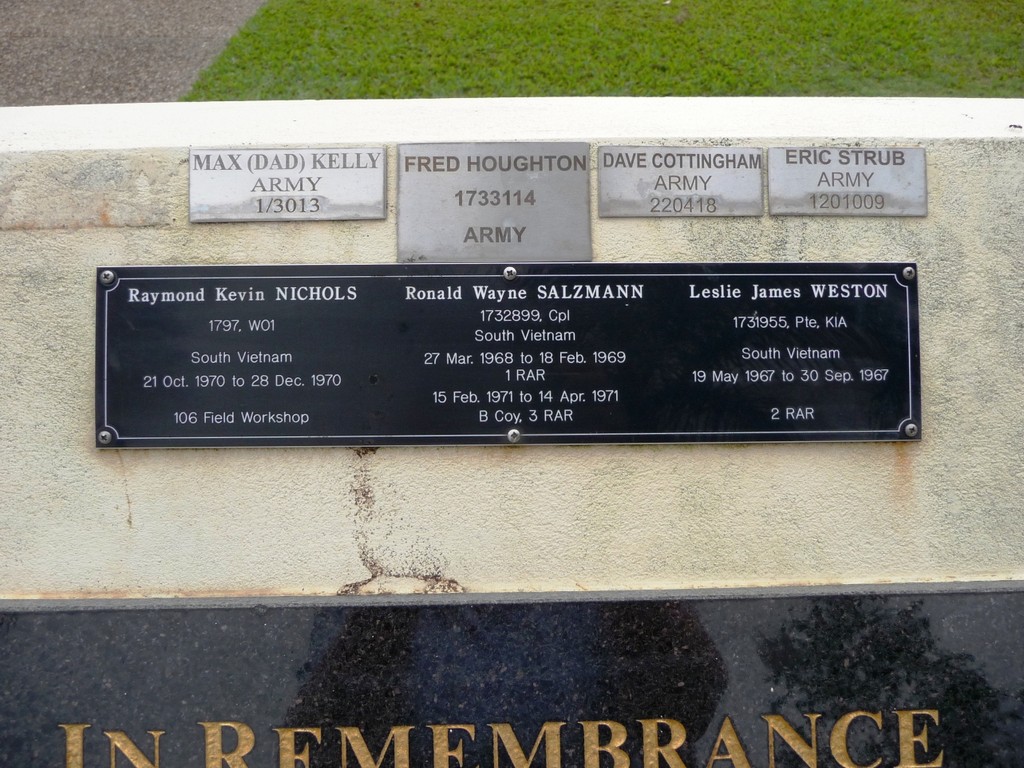 MAX (DAD) KELLY
ARMY
1/3013
FRED HOUGHTON
1733114
ARMY
DAVE COTTINGHAM
ARMY
220418
ERIC STRUB
ARMY
1201009
Raymond Kevin NICHOLS
1797, WO1
South Vietnam
21 Oct. 1970 to 28 Dec. 1970
106 Field Workshop
Ronald Wayne SALZMANN
1732899, Cpl
South Vietnam
27 Mar. 1968 to 18 Feb. 1969
1 RAR
15 Feb. 1971 to 14 Apr. 1971
B Coy, 3 RAR
Leslie James WESTON
1731955, Pte, KIA
South Vietnam
19 May 1967 to 30 Sep. 1967
2 RAR
IN REMEMBRANCE